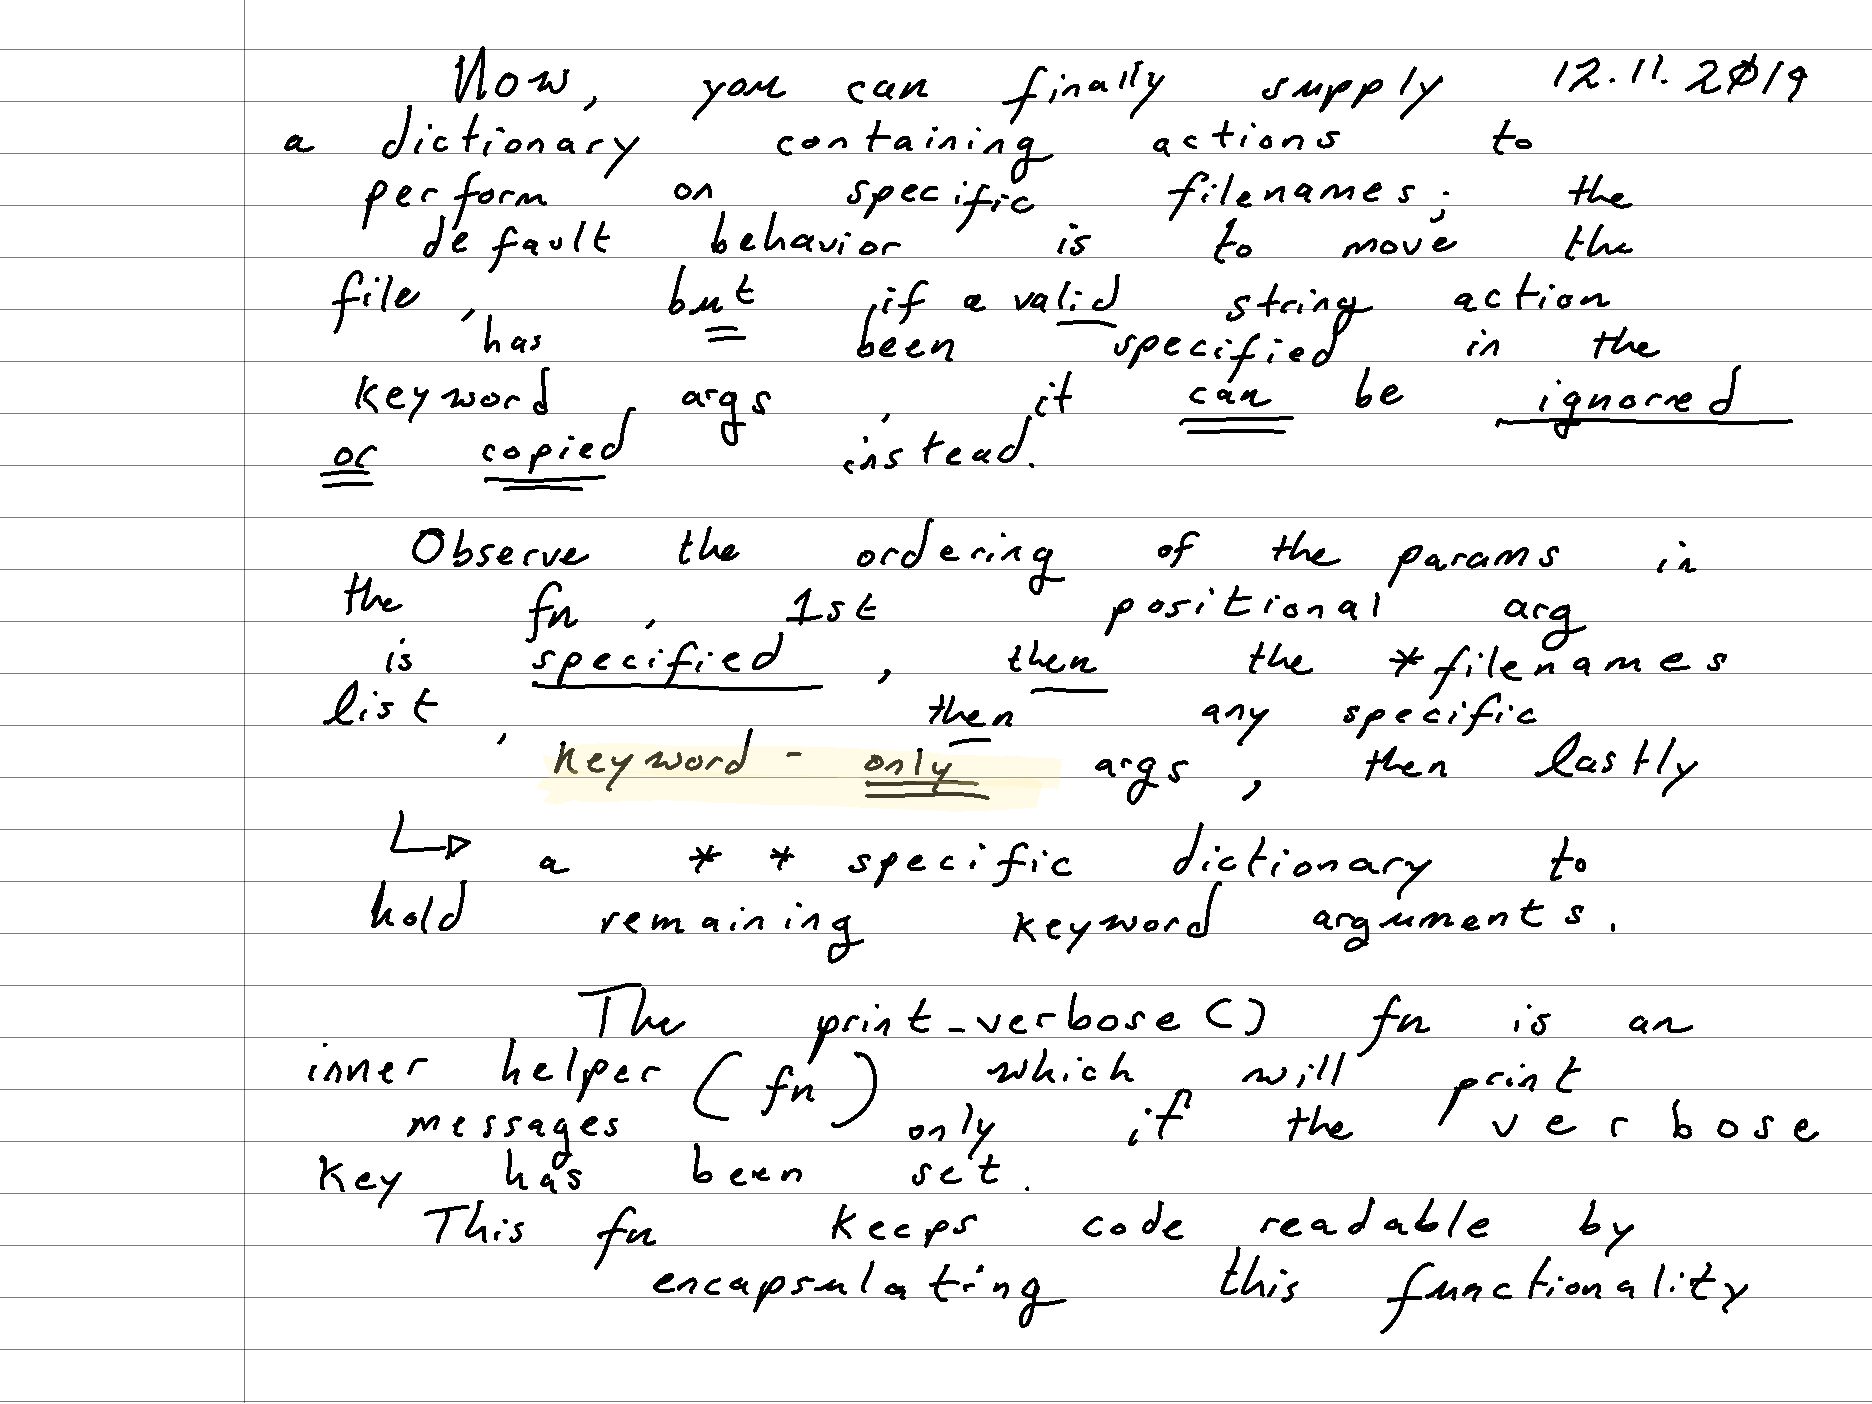 Now, you can finally supply 12.11.2019
a dictionary containing actions to
perform on specific filenames; the
default behavior is to move the
file, but if a valid string action
has been specified in the
keyword args, it can be ignored
or copied instead.
Observe the ordering of the params in
the fn, 1st positional arg
is specified, then the *filenames
list, then any specific
keyword-only args, then lastly
↳ a ** specific dictionary to
hold remaining keyword arguments.
The print_verbose() fn is an
inner helper (fn) which will print
messages only if the verbose
key has been set.
This fn keeps code readable by
encapsulating this functionality